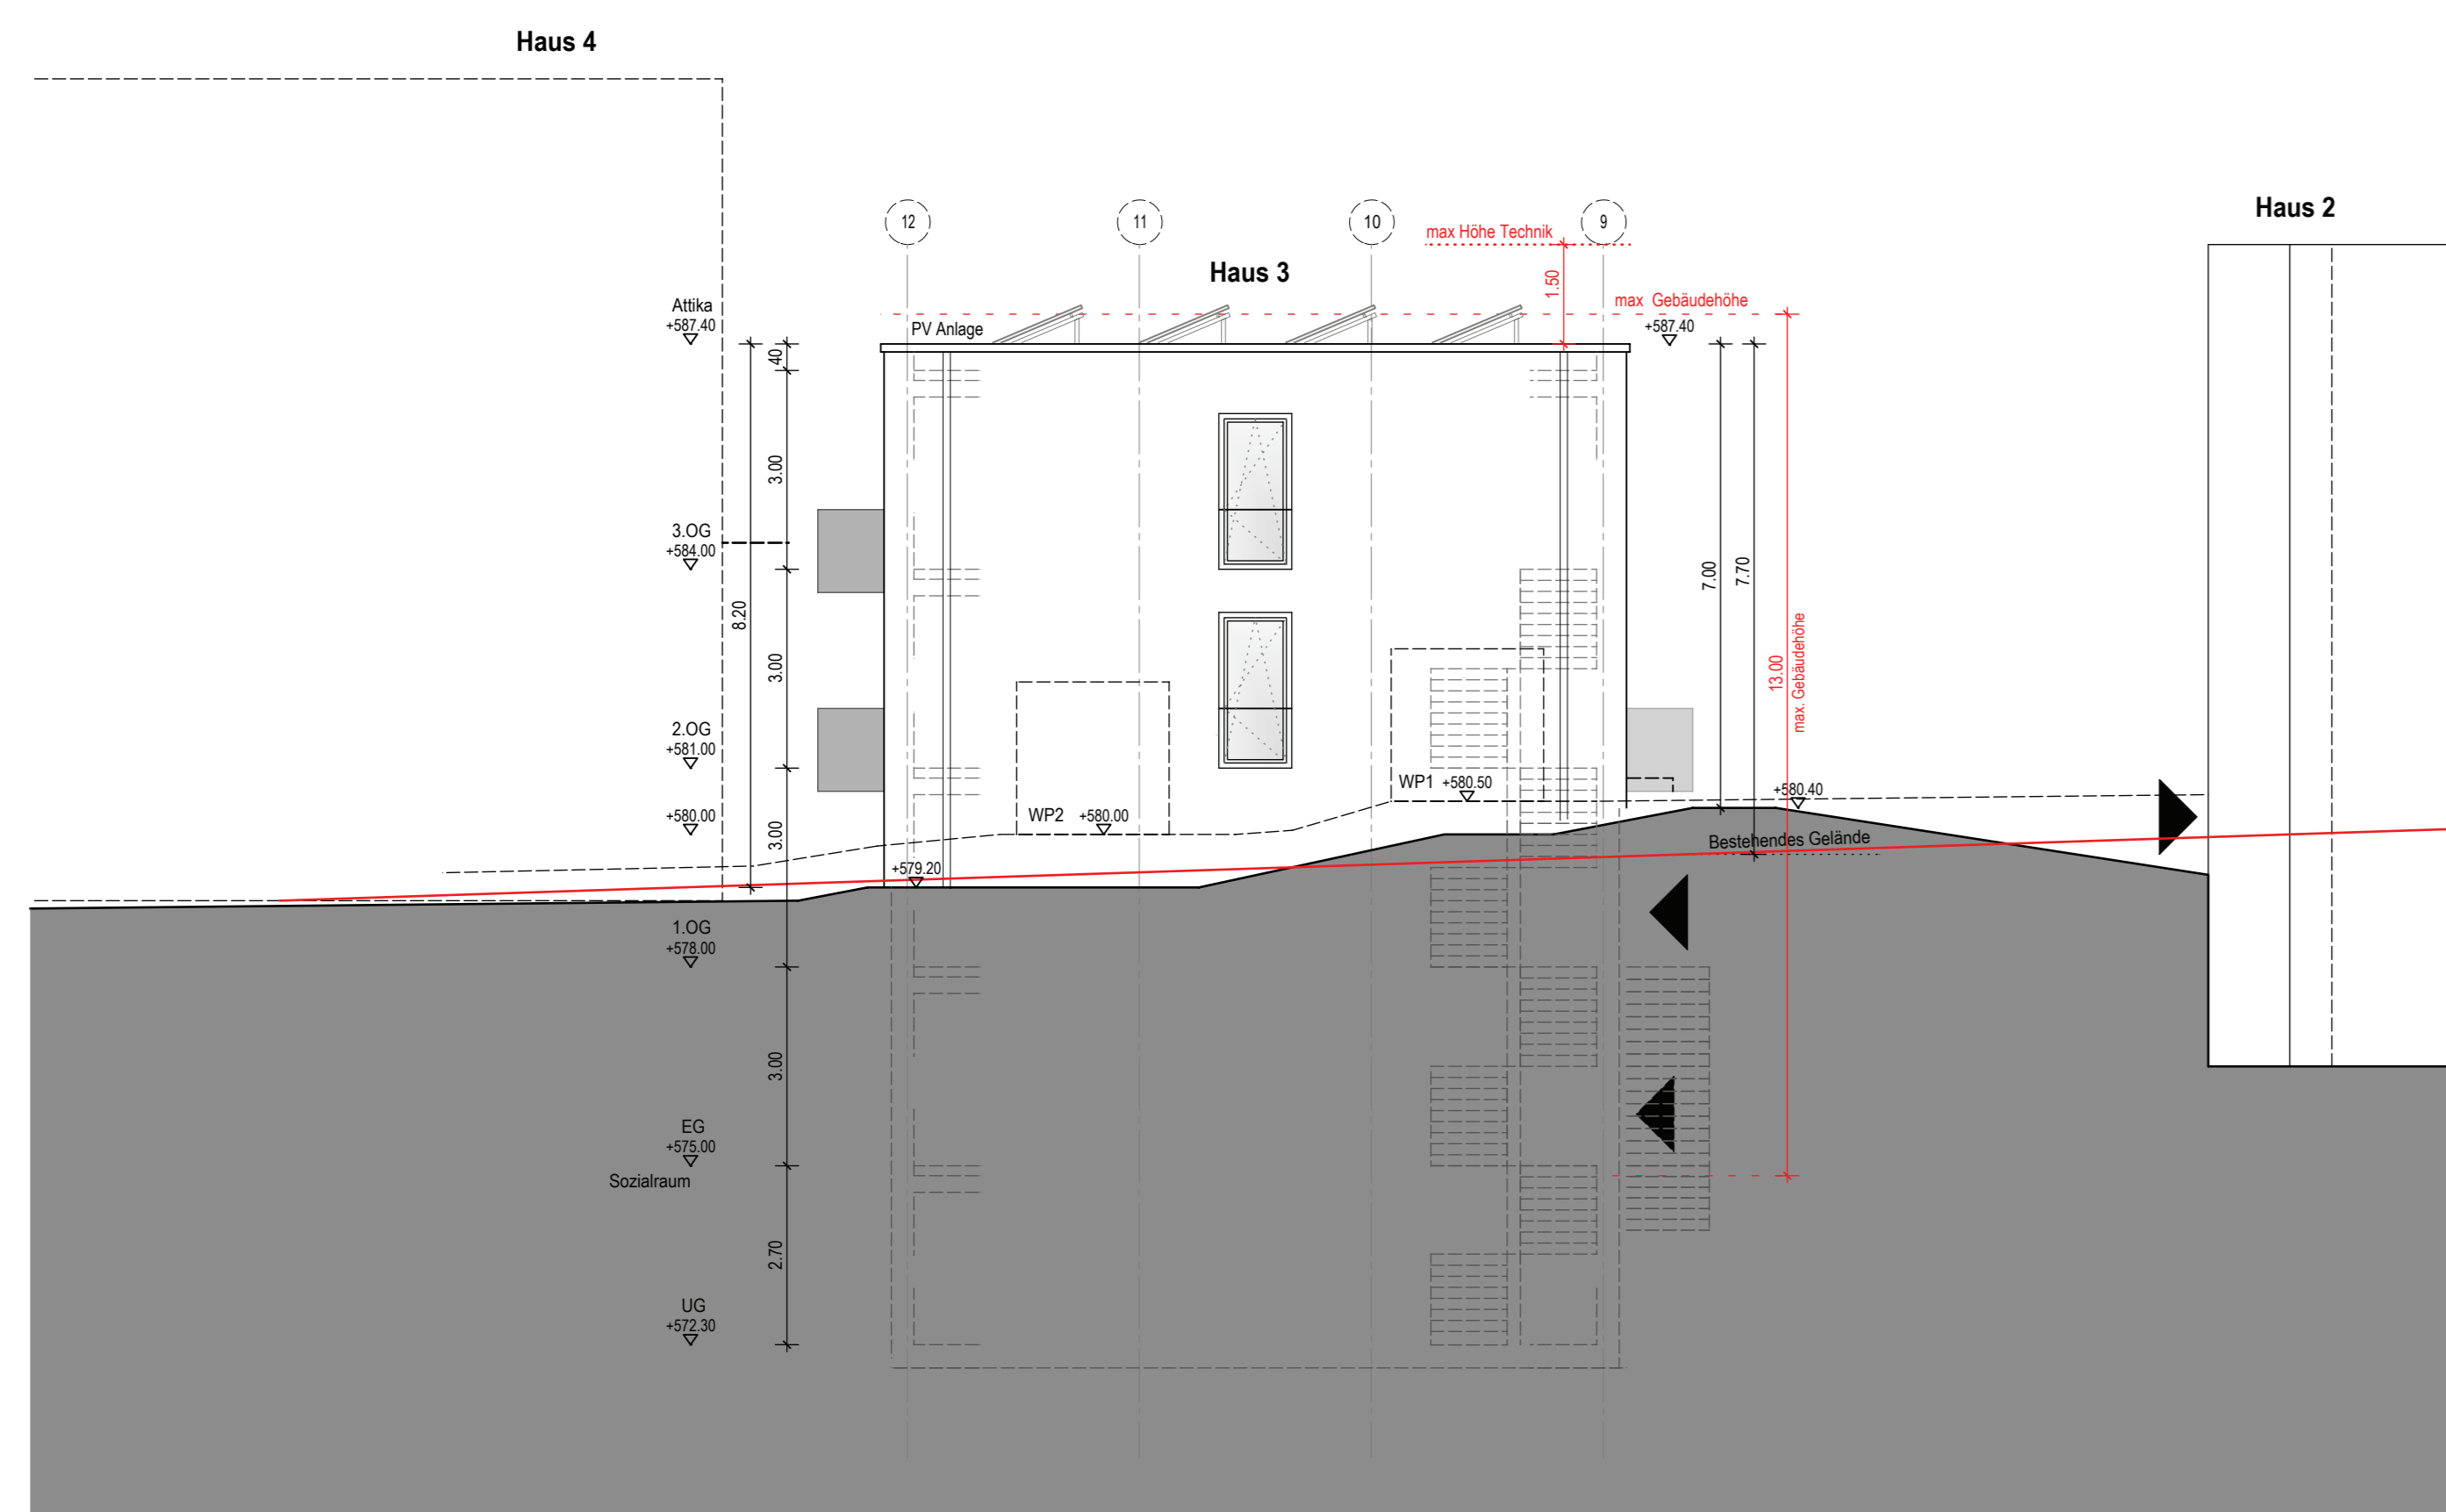 Haus 4
Haus 2
12
11
10
9
max Höhe Technik
Haus 3
1.50
max Gebäudehöhe
Attika
+587.40
PV Anlage
+587.40
40
3.00
3.OG
+584.00
8.20
7.00
7.70
3.00
13.00
max. Gebäudehöhe
2.OG
+581.00
WP1 +580.50
+580.40
+580.00
WP2 +580.00
3.00
Bestehendes Gelände
+579.20
1.OG
+578.00
3.00
EG
+575.00
Sozialraum
2.70
UG
+572.30